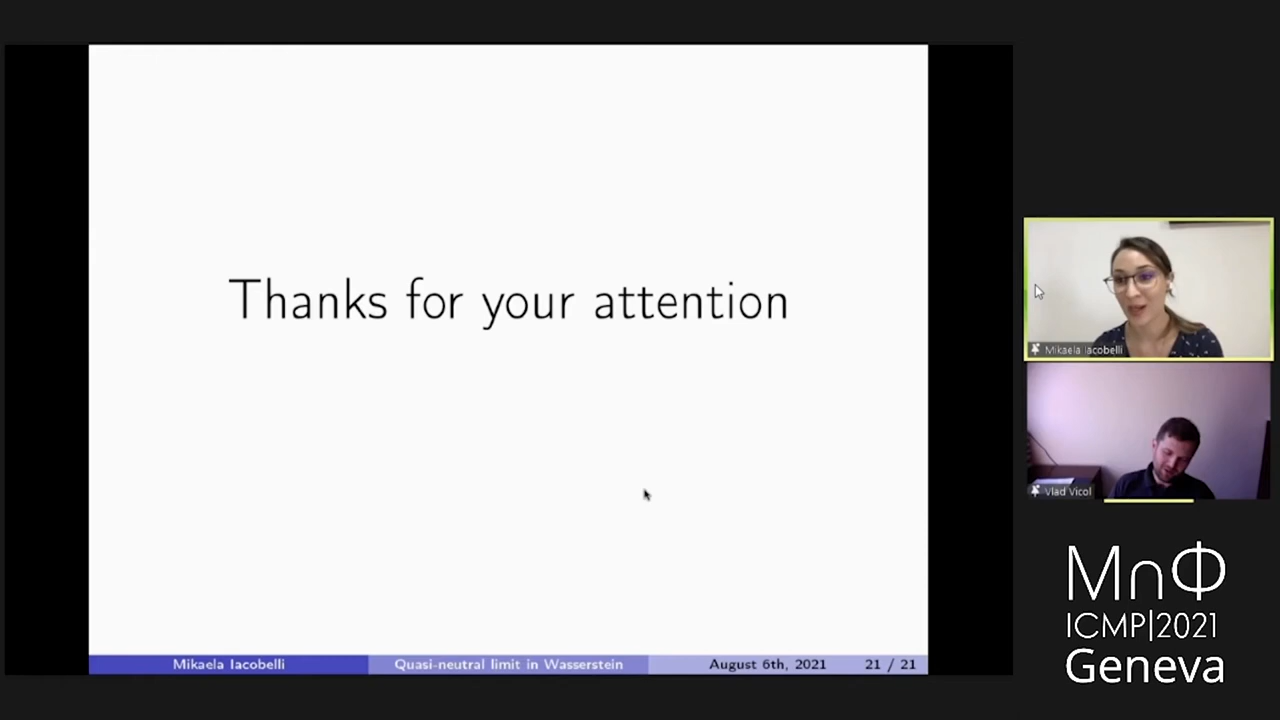 Thanks for your attention
Mikaela Iacobelli
Quasi-neutral limit in Wasserstein
August 6th, 2021
21 / 21
Mikaela Iacobelli
Vlad Vicol
M∩Φ
ICMP|2021
Geneva